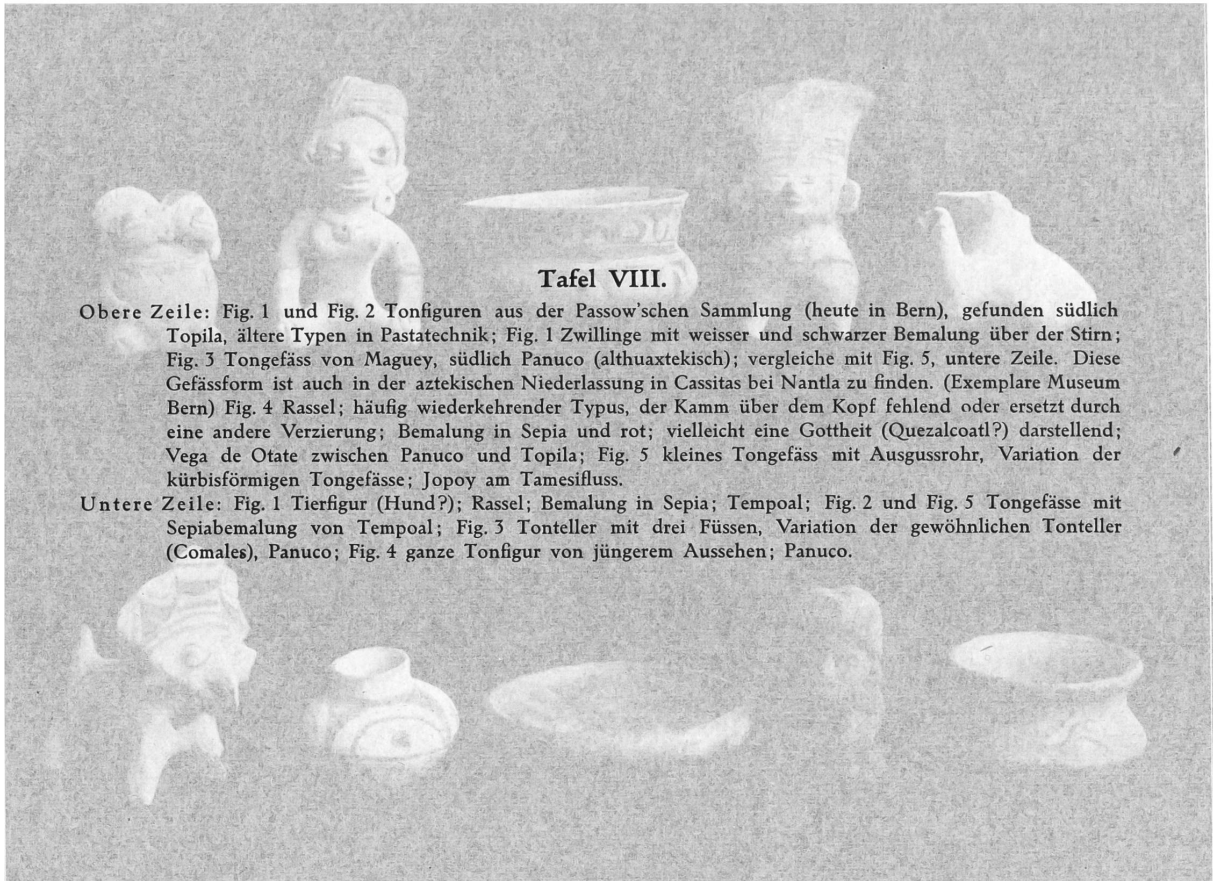 Tafel VIII.
Obere Zeile: Fig. 1 und Fig. 2 Tonfiguren aus der Passow'schen Sammlung (heute in Bern), gefunden südlich
Topila, ältere Typen in Pastatechnik; Fig. 1 Zwillinge mit weisser und schwarzer Bemalung über der Stirn;
Fig. 3 Tongefäss von Maguey, südlich Panuco (althuaxtekisch); vergleiche mit Fig. 5, untere Zeile. Diese
Gefässform ist auch in der aztekischen Niederlassung in Cassitas bei Nantla zu finden. (Exemplare Museum
Bern) Fig. 4 Rassel; häufig wiederkehrender Typus, der Kamm über dem Kopf fehlend oder ersetzt durch
eine andere Verzierung; Bemalung in Sepia und rot; vielleicht eine Gottheit (Quezalcoatl?) darstellend;
Vega de Otate zwischen Panuco und Topila; Fig. 5 kleines Tongefäss mit Ausgussrohr, Variation der
kürbisförmigen Tongefässe; Jopoy am Tamesifluss.
Untere Zeile: Fig. 1 Tierfigur (Hund?); Rassel; Bemalung in Sepia; Tempoal; Fig. 2 und Fig. 5 Tongefässe mit
Sepiabemalung von Tempoal; Fig. 3 Tonteller mit drei Füssen, Variation der gewöhnlichen Tonteller
(Comales), Panuco; Fig. 4 ganze Tonfigur von jüngerem Aussehen; Panuco.